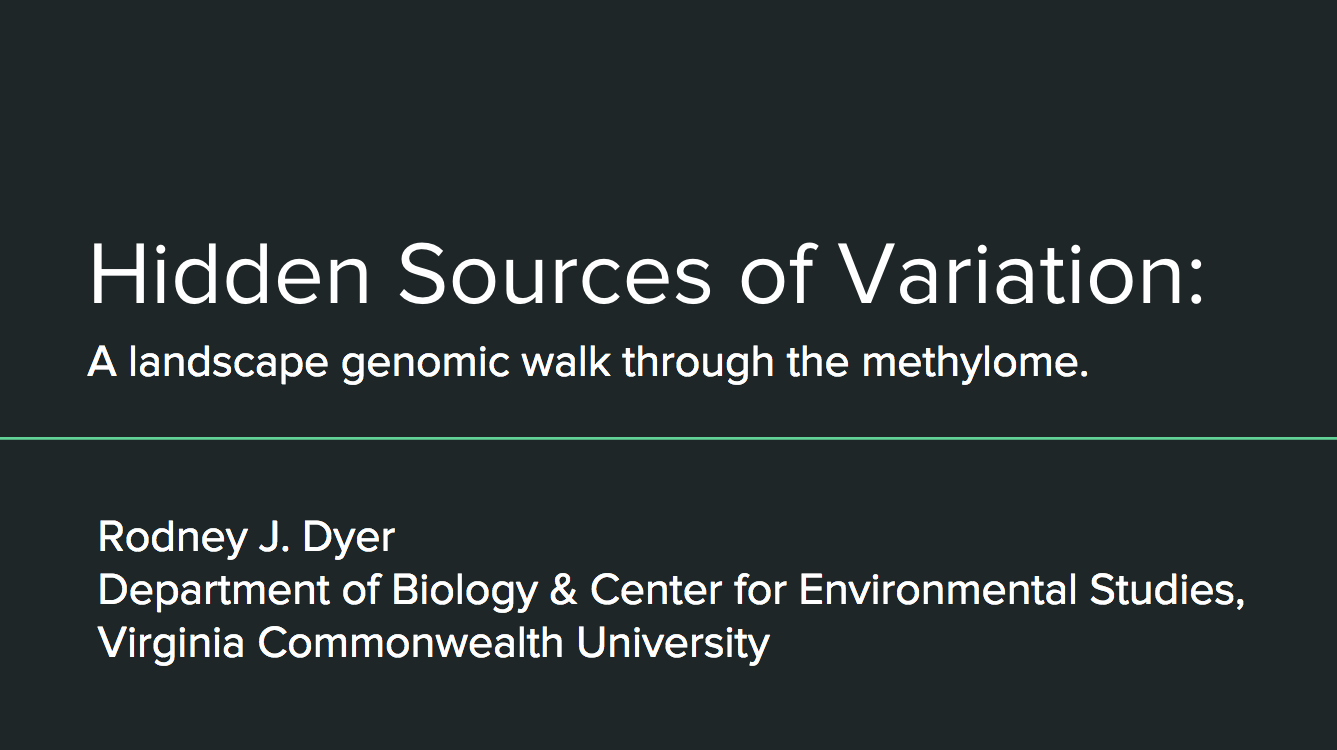 Hidden Sources of Variation:
A landscape genomic walk through the methylome.
Rodney J. Dyer
Department of Biology & Center for Environmental Studies,
Virginia Commonwealth University